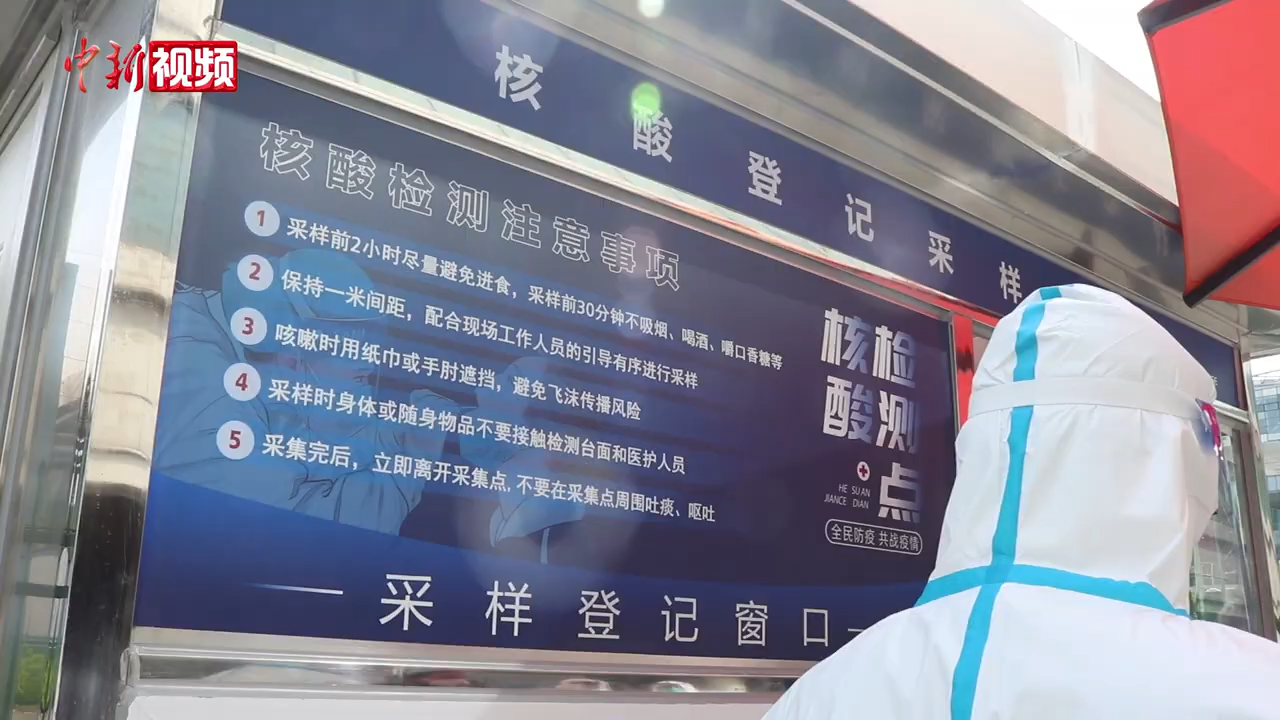 中新视频
核酸登记采样
核酸检测注意事项
1 采样前2小时尽量避免进食，采样前30分钟不吸烟、喝酒、嚼口香糖等
2 保持一米间距，配合现场工作人员的引导有序进行采样
3 咳嗽时用纸巾或手肘遮挡，避免飞沫传播风险
4 采样时身体或随身物品不要接触检测台面和医护人员
5 采集完后，立即离开采集点,不要在采集点周围吐痰、呕吐
核酸
检测点
HE SUAN
JIANCE DIAN
全民防疫 共战疫情
采样登记窗口